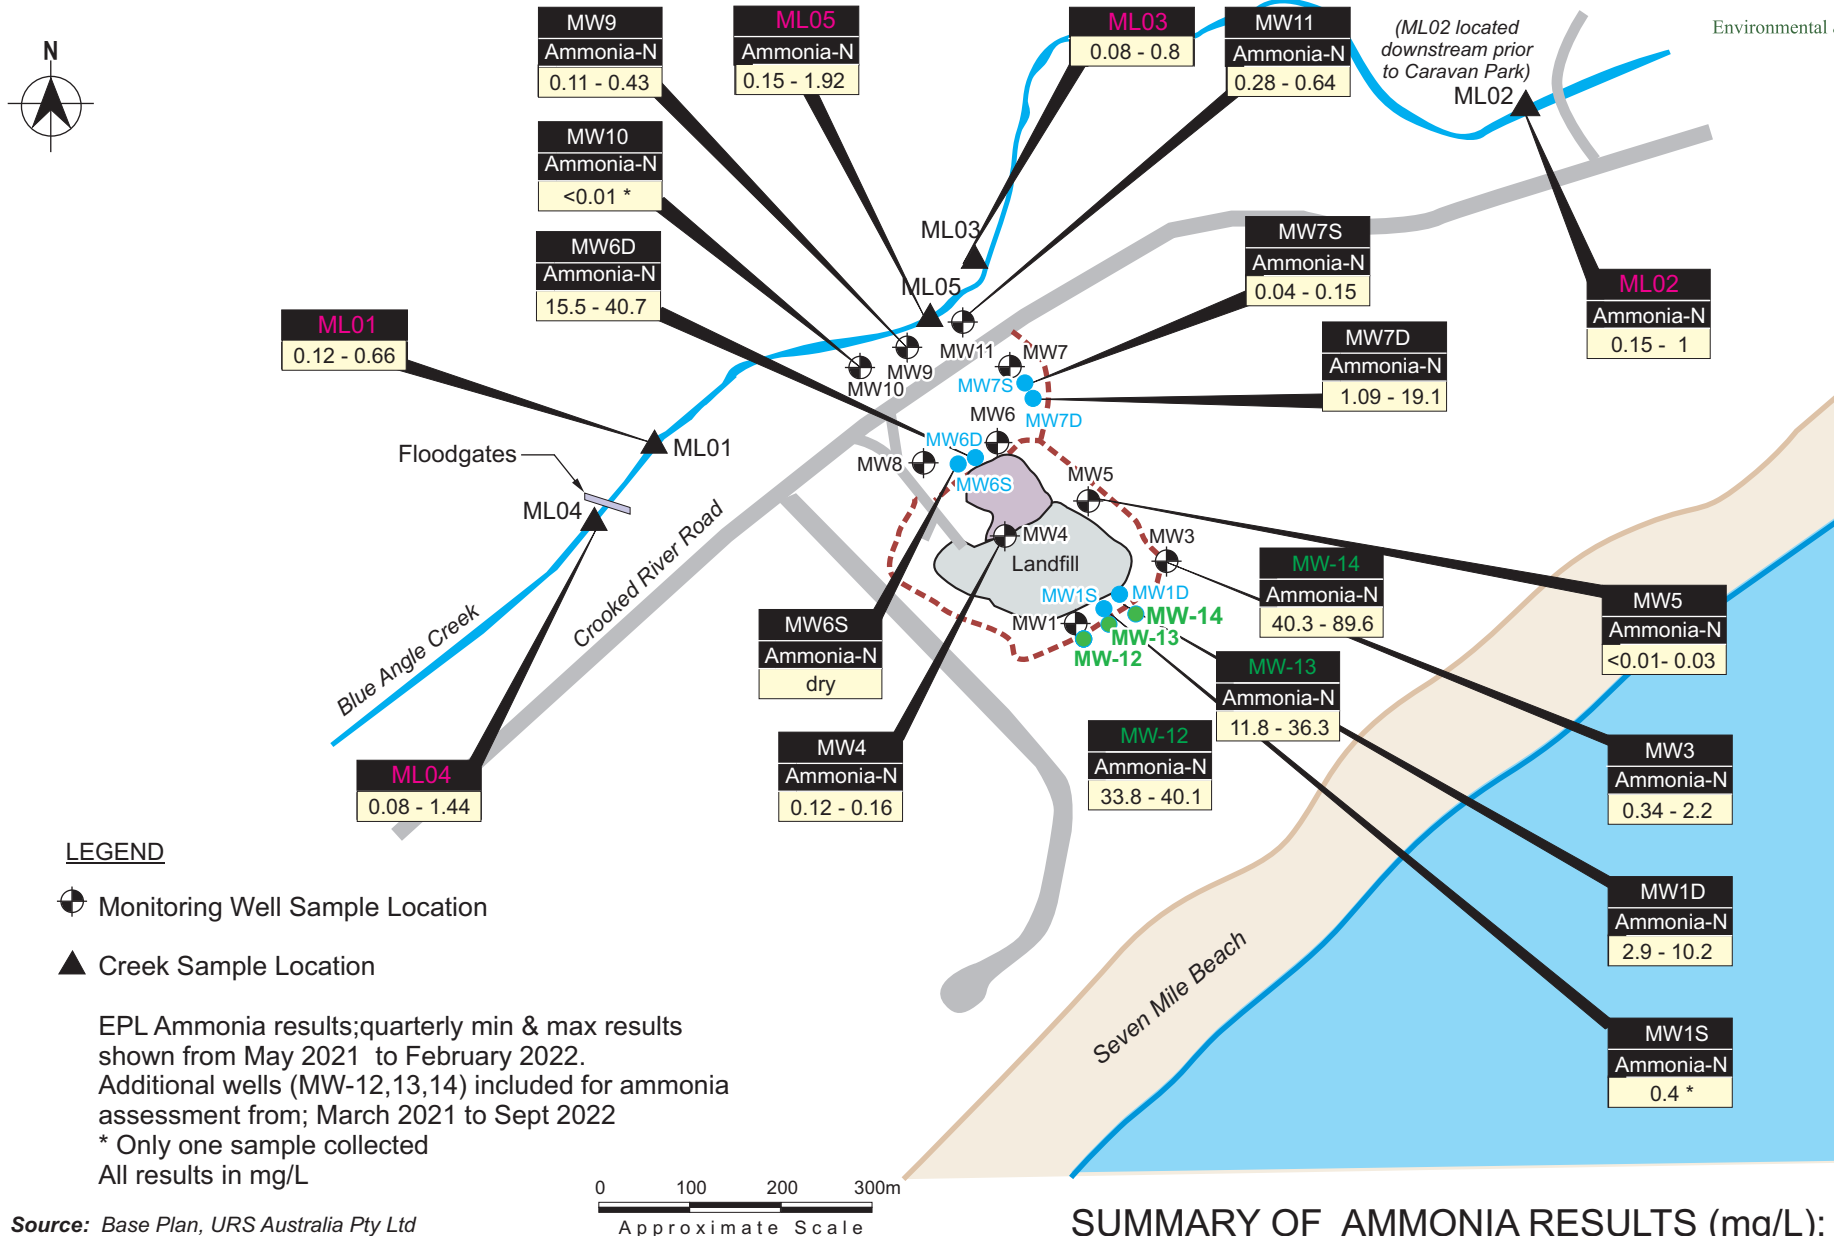 N
MW9
Ammonia-N
0.11 - 0.43
ML05
Ammonia-N
0.15 - 1.92
ML03
0.08 - 0.8
MW11
Ammonia-N
0.28 - 0.64
(ML02 located
downstream prior
to Caravan Park)
ML02
Environmental
MW10
Ammonia-N
<0.01 *
MW6D
Ammonia-N
15.5 - 40.7
ML03
ML05
MW7S
Ammonia-N
0.04 - 0.15
ML02
Ammonia-N
0.15 - 1
ML01
0.12 - 0.66
MW7D
Ammonia-N
1.09 - 19.1
MW11
MW7
MW9
MW10
MW7S
MW7D
MW6
MW6D
MW8
MW6S
MW5
ML01
Floodgates
ML04
MW4
MW3
Landfill
MW1S
MW1D
MW1
MW-14
MW-13
MW-12
Crooked River Road
Blue Angle Creek
MW-14
Ammonia-N
40.3 - 89.6
MW5
Ammonia-N
<0.01- 0.03
MW6S
Ammonia-N
dry
MW-13
Ammonia-N
11.8 - 36.3
MW4
Ammonia-N
0.12 - 0.16
MW-12
Ammonia-N
33.8 - 40.1
MW3
Ammonia-N
0.34 - 2.2
ML04
0.08 - 1.44
MW1D
Ammonia-N
2.9 - 10.2
MW1S
Ammonia-N
0.4 *
Seven Mile Beach
LEGEND
Monitoring Well Sample Location
Creek Sample Location
EPL Ammonia results;quarterly min & max results
shown from May 2021 to February 2022.
Additional wells (MW-12,13,14) included for ammonia
assessment from; March 2021 to Sept 2022
* Only one sample collected
All results in mg/L
0 100 200 300m
Approximate Scale
Source: Base Plan, URS Australia Pty Ltd
SUMMARY OF AMMONIA RESULTS (mg/L):